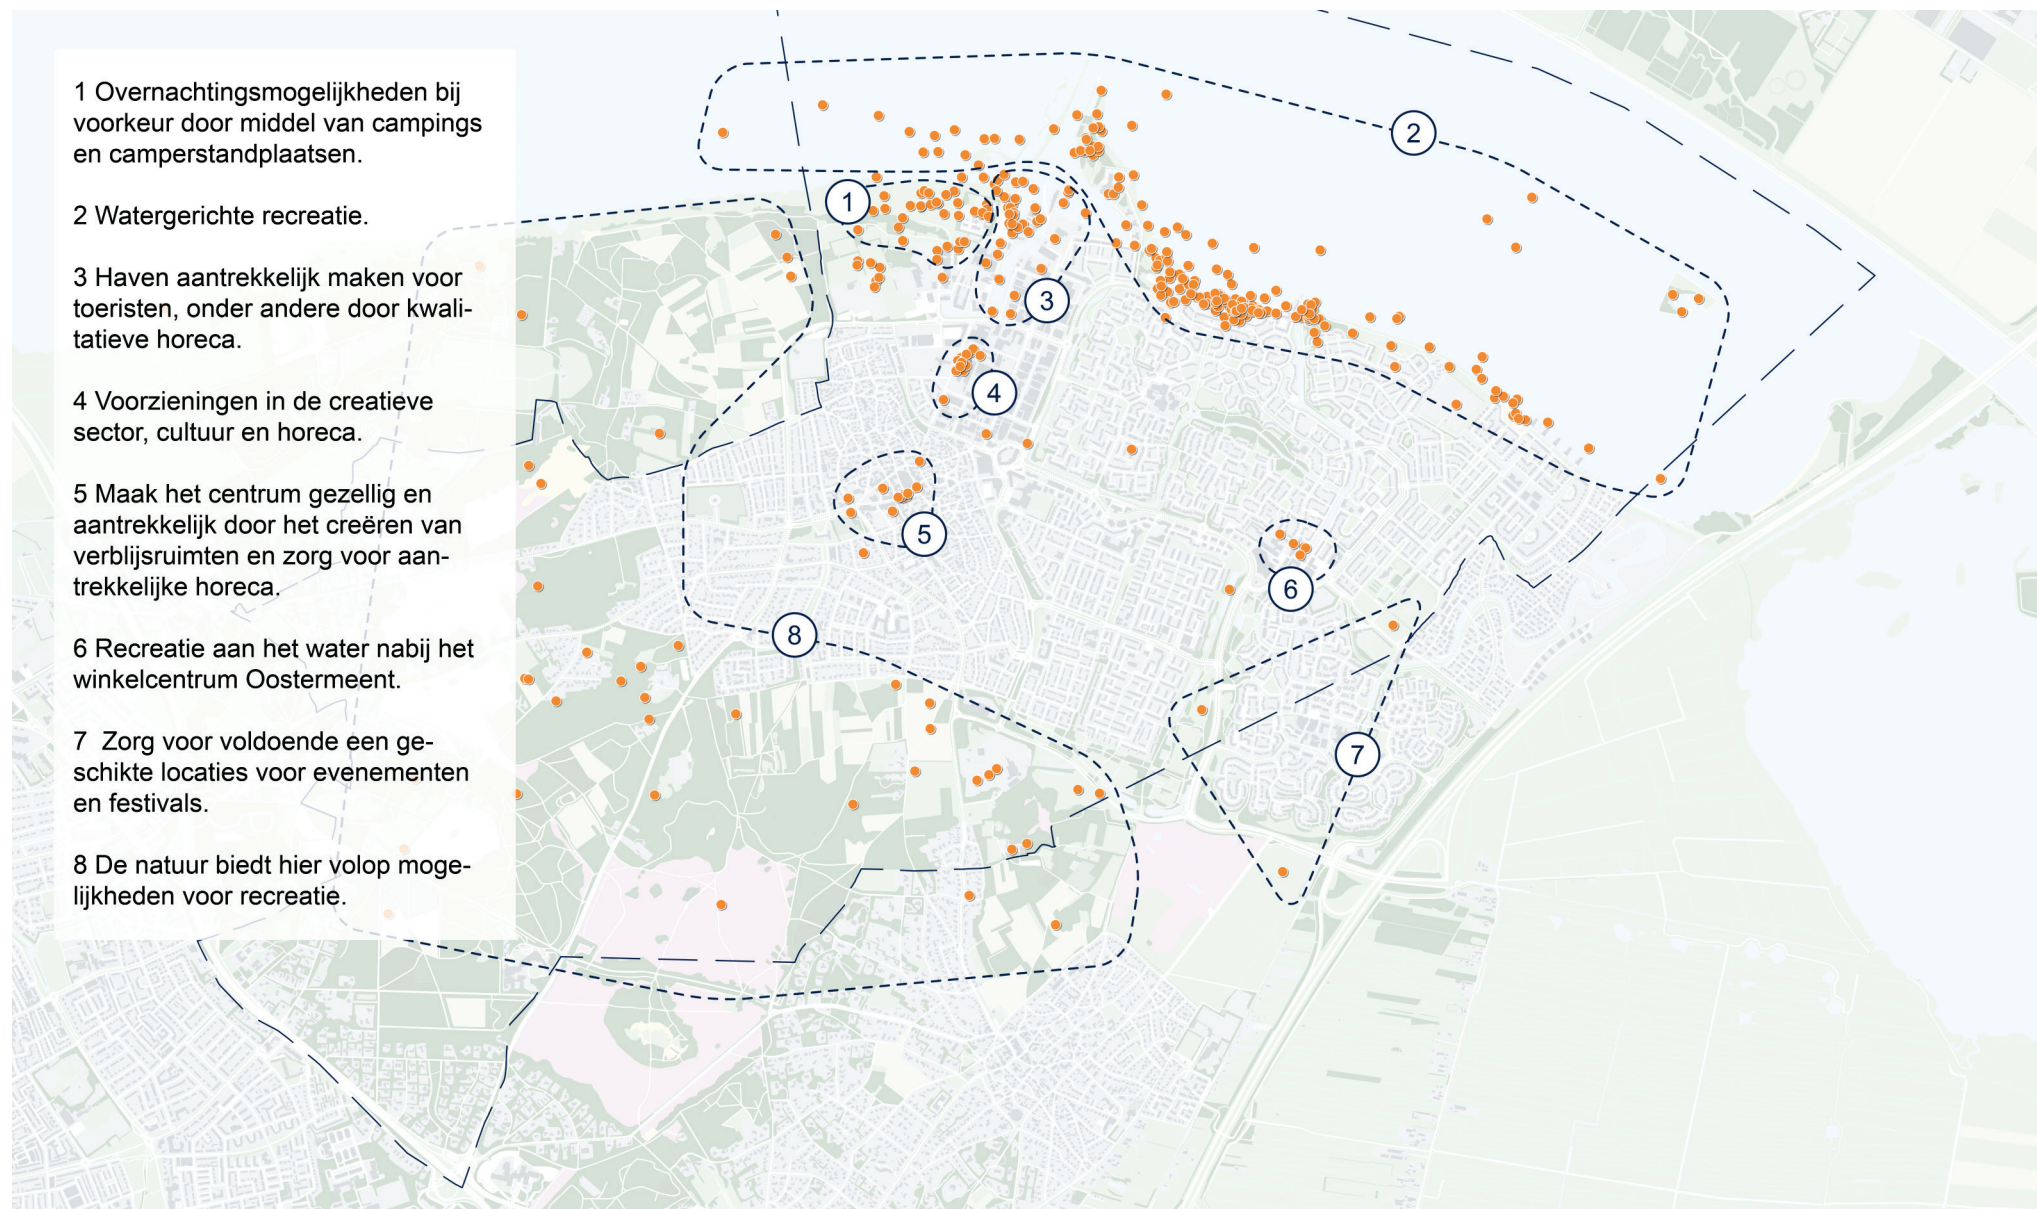 1 Overnachtingsmogelijkheden bij
voorkeur door middel van campings
en camperstandplaatsen.
2 Watergerichte recreatie.
3 Haven aantrekkelijk maken voor
toeristen, onder andere door kwali-
tatieve horeca.
4 Voorzieningen in de creatieve
sector, cultuur en horeca.
5 Maak het centrum gezellig en
aantrekkelijk door het creëren van
verblijsruimten en zorg voor aan-
trekkelijke horeca.
6 Recreatie aan het water nabij het
winkelcentrum Oostermeent.
7  Zorg voor voldoende een ge-
schikte locaties voor evenementen
en festivals.
8 De natuur biedt hier volop moge-
lijkheden voor recreatie.
2
1
3
4
5
6
8
7